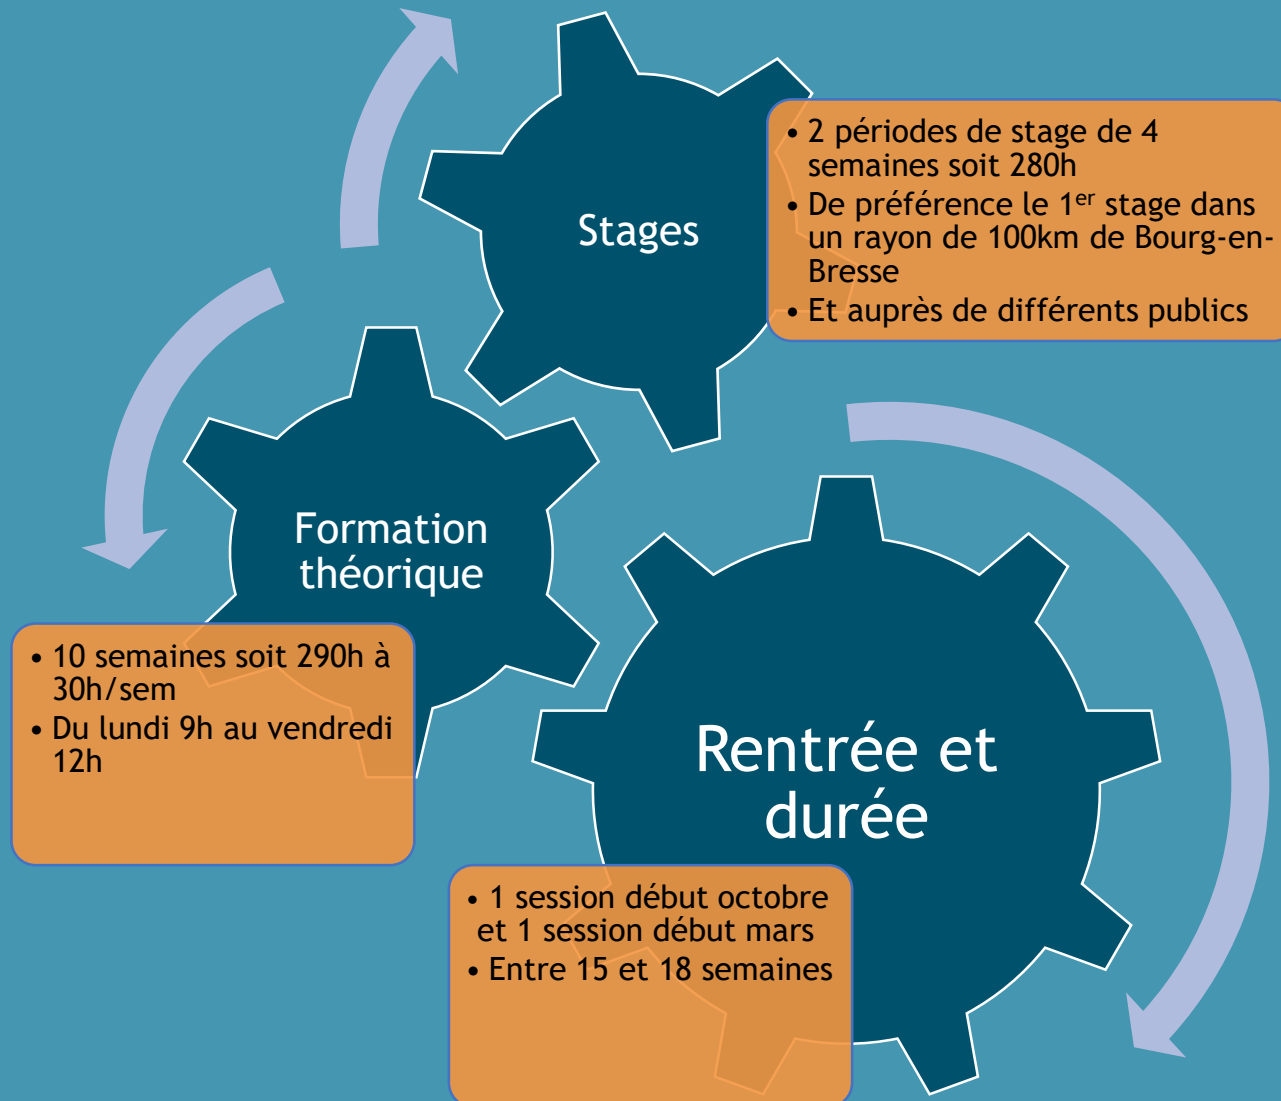 Stages
• 2 périodes de stage de 4
semaines soit 280h
• De préférence le 1er stage dans
un rayon de 100km de Bourg-en-
Bresse
• Et auprès de différents publics
Formation
théorique
• 10 semaines soit 290h à
30h/sem
• Du lundi 9h au vendredi
12h
Rentrée et
durée
• 1 session début octobre
et 1 session début mars
• Entre 15 et 18 semaines